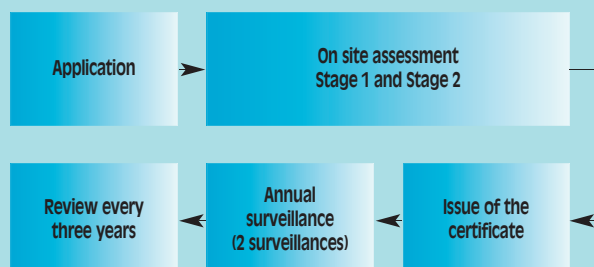 Application
On site assessment
Stage 1 and Stage 2
Issue of the
certificate
Annual
surveillance
(2 surveillances)
Review every
three years